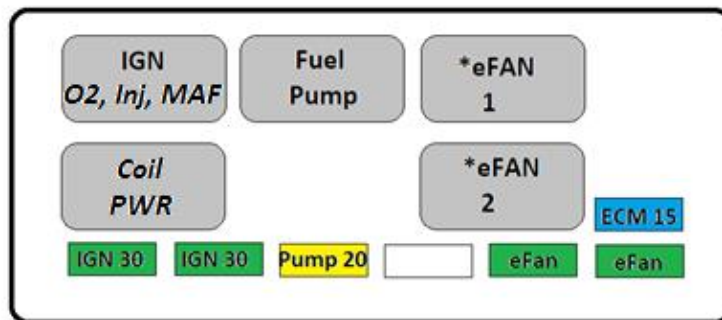 IGN
O2, Inj, MAF
Fuel
Pump
*eFAN
1
Coil
PWR
*eFAN
2
ECM 15
IGN 30
IGN 30
Pump 20
eFan
eFan